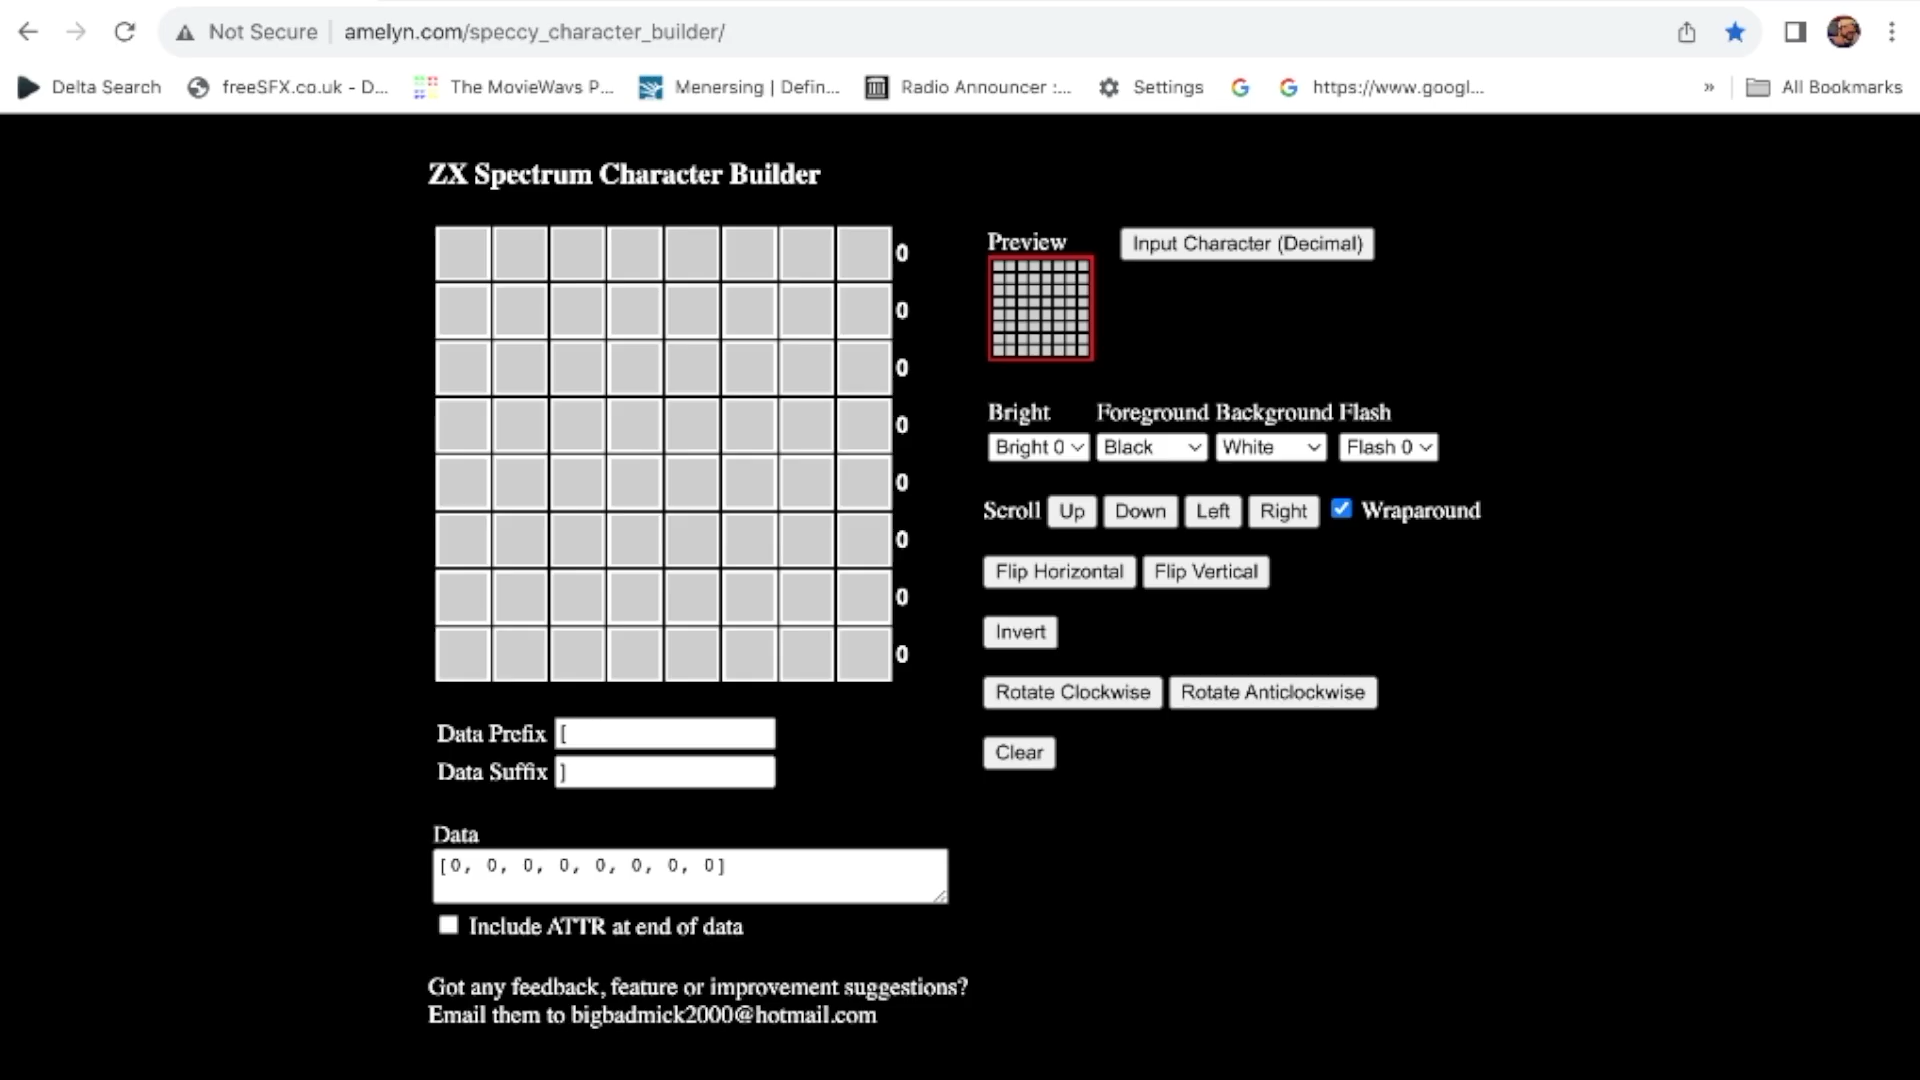 Not Secure amelyn.com/speccy_character_builder/
Delta Search freeSFX.co.uk - D... The MovieWavs P... Menersing | Defin... Radio Announcer :... Settings https://www.googl... » All Bookmarks
ZX Spectrum Character Builder
0
0
0
0
0
0
0
0
Preview Input Character (Decimal)
Bright Foreground Background Flash
Bright 0 Black White Flash 0
Scroll Up Down Left Right Wraparound
Flip Horizontal Flip Vertical
Invert
Rotate Clockwise Rotate Anticlockwise
Clear
Data Prefix [
Data Suffix ]
Data
[0, 0, 0, 0, 0, 0, 0, 0]
Include ATTR at end of data
Got any feedback, feature or improvement suggestions?
Email them to bigbadmick2000@hotmail.com